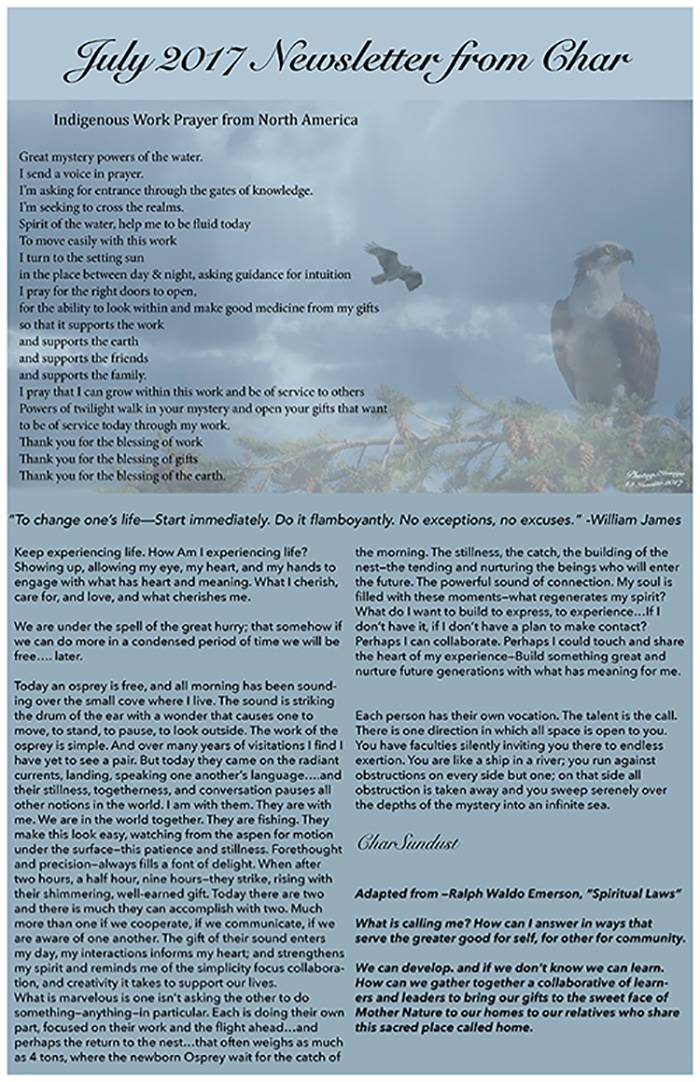 July 2017 Newsletter from Char
Indigenous Work Prayer from North America
Great mystery powers of the water.
I send a voice in prayer.
I'm asking for entrance through the gates of knowledge.
I'm seeking to cross the realms.
Spirit of the water, help me to be fluid today
To move easily with this work
I turn to the setting sun
in the place between day & night, asking guidance for intuition
I pray for the right doors to open,
for the ability to look within and make good medicine from my gifts
so that it supports the work
and supports the earth
and supports the friends
and supports the family.
I pray that I can grow within this work and be of service to others
Powers of twilight walk in your mystery and open your gifts that want
to be of service today through my work.
Thank you for the blessing of work
Thank you for the blessing of gifts
Thank you for the blessing of the earth.
"To change one's life—Start immediately. Do it flamboyantly. No exceptions, no excuses." -William James
Keep experiencing life. How Am I experiencing life?
Showing up, allowing my eye, my heart, and my hands to
engage with what has heart and meaning. What I cherish,
care for, and love, and what cherishes me.
We are under the spell of the great hurry; that somehow if
we can do more in a condensed period of time we will be
free.... later.
Today an osprey is free, and all morning has been sound-
ing over the small cove where I live. The sound is striking
the drum of the ear with a wonder that causes one to
move, to stand, to pause, to look outside. The work of the
osprey is simple. And over many years of visitations I find I
have yet to see a pair. But today they came on the radiant
currents, landing, speaking one another's language....and
their stillness, togetherness, and conversation pauses all
other notions in the world. I am with them. They are with
me. We are in the world together. They are fishing. They
make this look easy, watching from the aspen for motion
under the surface–this patience and stillness. Forethought
and precision–always fills a font of delight. When after
two hours, a half hour, nine hours–they strike, rising with
their shimmering, well-earned gift. Today there are two
and there is much they can accomplish with two. Much
more than one if we cooperate, if we communicate, if we
are aware of one another. The gift of their sound enters
my day, my interactions informs my heart; and strengthens
my spirit and reminds me of the simplicity focus collabora-
tion, and creativity it takes to support our lives.
What is marvelous is one isn't asking the other to do
something–anything–in particular. Each is doing their own
part, focused on their work and the flight ahead...and
perhaps the return to the nest...that often weighs as much
as 4 tons, where the newborn Osprey wait for the catch of
the morning. The stillness, the catch, the building of the
nest–the tending and nurturing the beings who will enter
the future. The powerful sound of connection. My soul is
filled with these moments–what regenerates my spirit?
What do I want to build to express, to experience...If I
don't have it, if I don't have a plan to make contact?
Perhaps I can collaborate. Perhaps I could touch and share
the heart of my experience–Build something great and
nurture future generations with what has meaning for me.
Each person has their own vocation. The talent is the call.
There is one direction in which all space is open to you.
You have faculties silently inviting you there to endless
exertion. You are like a ship in a river; you run against
obstructions on every side but one; on that side all
obstruction is taken away and you sweep serenely over
the depths of the mystery into an infinite sea.
CharSundust
Adapted from –Ralph Waldo Emerson, "Spiritual Laws"
What is calling me? How can I answer in ways that
serve the greater good for self, for other for community.
We can develop. and if we don't know we can learn.
How can we gather together a collaborative of learn-
ers and leaders to bring our gifts to the sweet face of
Mother Nature to our homes to our relatives who share
this sacred place called home.